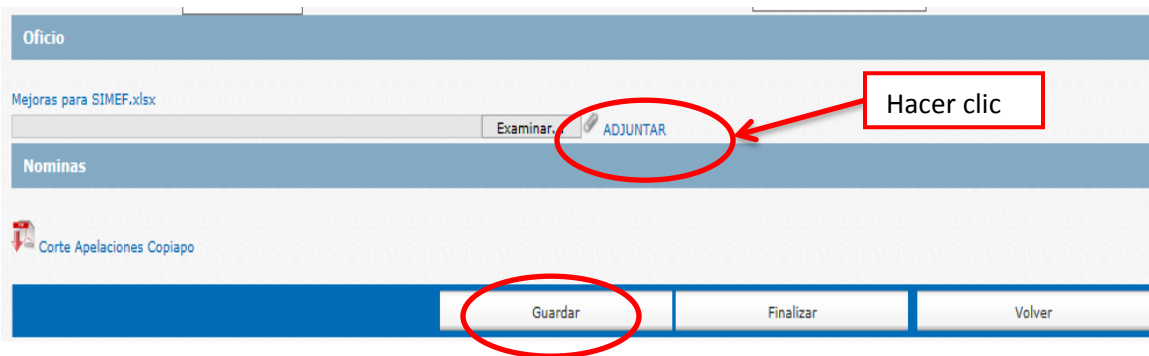 Oficio
Mejoras para SIMEF.xlsx
Hacer clic
Examinar... ADJUNTAR
Nominas
Corte Apelaciones Copiapo
Guardar Finalizar Volver